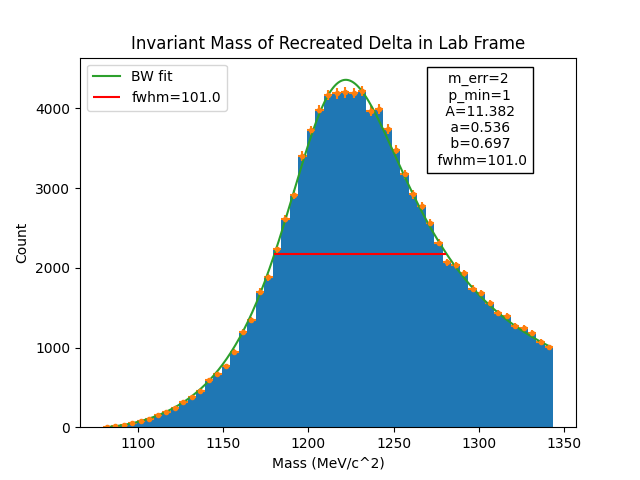 Invariant Mass of Recreated Delta in Lab Frame
BW fit
fwhm=101.0
m_err=2
p_min=1
A=11.382
a=0.536
b=0.697
fwhm=101.0
Count
4000
3000
2000
1000
0
1100
1150
1200
1250
1300
1350
Mass (MeV/c^2)